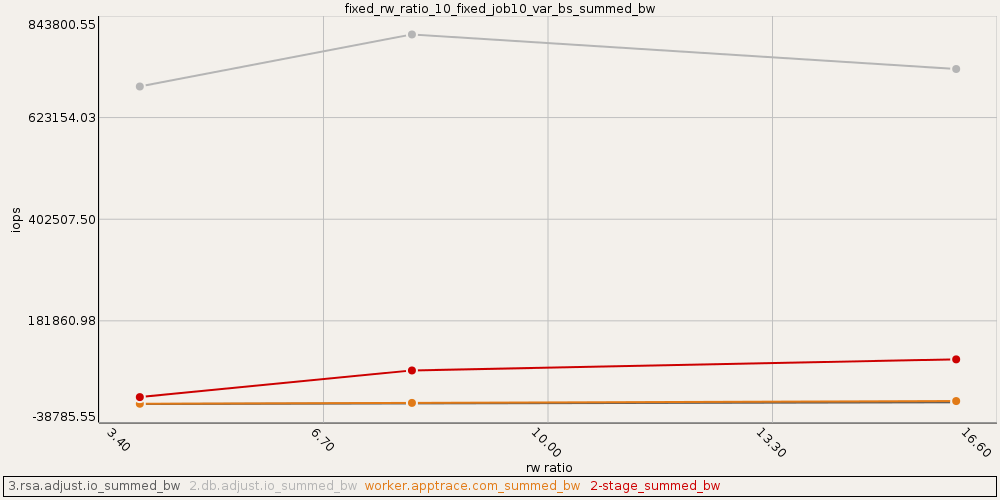 fixed_rw_ratio_10_fixed_job10_var_bs_summed_bw
843800.55
623154.03
402507.50
181860.98
-38785.55
iops
3.40
6.70
10.00
13.30
16.60
rw ratio
3.rsa.adjust.io_summed_bw 2.db.adjust.io_summed_bw worker.apptrace.com_summed_bw 2-stage_summed_bw